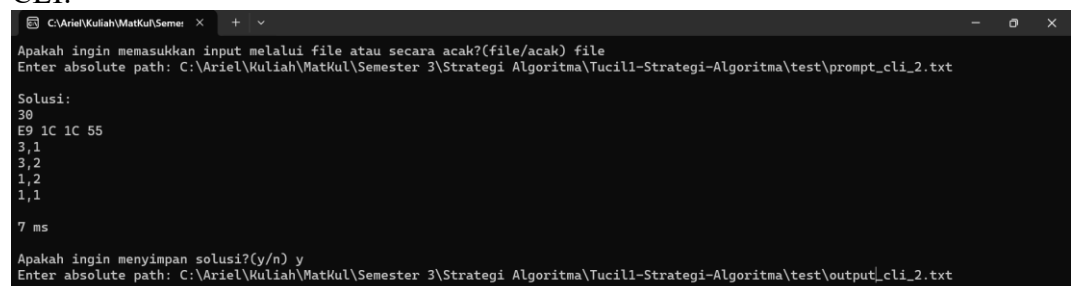 CLI:
C:\Ariel\Kuliah\MatKul\Semes
Apakah ingin memasukkan input melalui file atau secara acak?(file/acak) file
Enter absolute path: C:\Ariel\Kuliah\MatKul\Semester 3\Strategi Algoritma\Tucil1-Strategi-Algoritma\test\prompt_cli_2.txt
Solusi:
30
E9 1C 1C 55
3,1
3,2
1,2
1,1
7 ms
Apakah ingin menyimpan solusi?(y/n) y
Enter absolute path: C:\Ariel\Kuliah\MatKul\Semester 3\Strategi Algoritma\Tucil1-Strategi-Algoritma\test\output_cli_2.txt